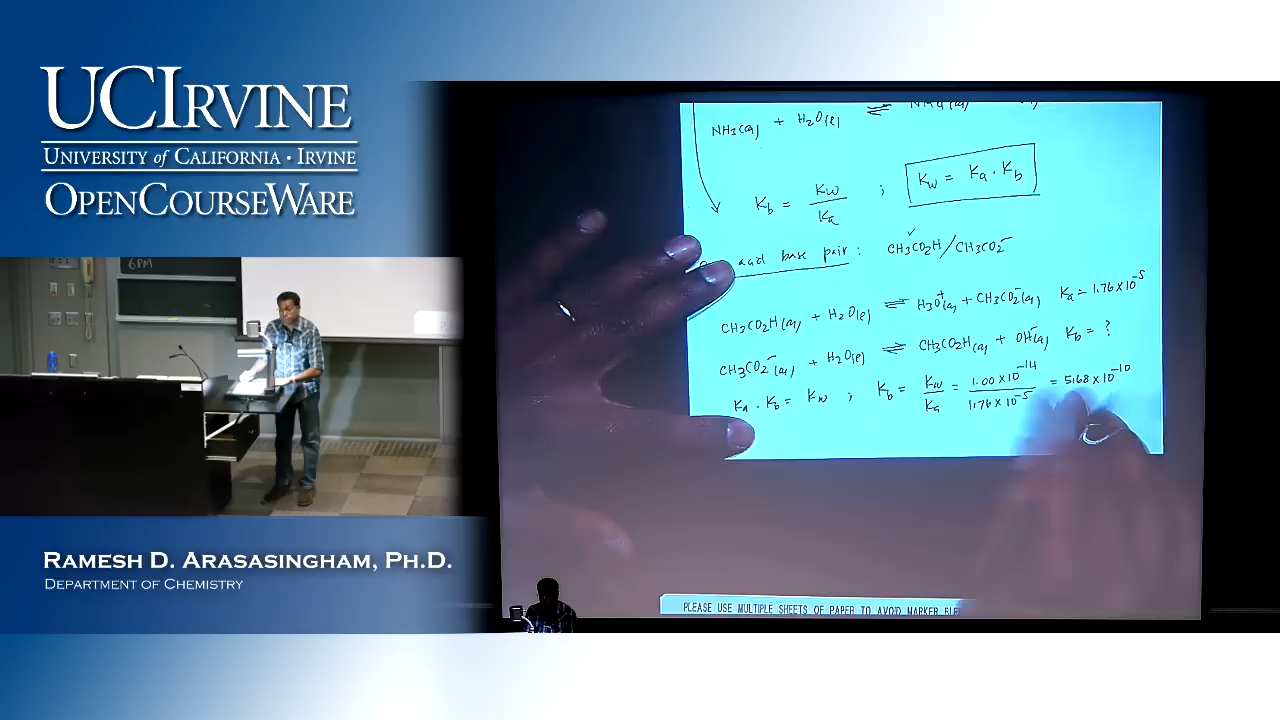 UCIRVINE
UNIVERSITY of CALIFORNIA · IRVINE
OPENCOURSEWARE
6PM
RAMESH D. ARASASINGHAM, PH.D.
DEPARTMENT OF CHEMISTRY
NH3(aq) + H2O(l) ⇌
Kb = Kw/Ka ; Kw = Ka · Kb
acid base pair : CH3CO2H / CH3CO2⁻
CH3CO2H(aq) + H2O(l) ⇌ H3O⁺(aq) + CH3CO2⁻(aq) Ka = 1.76 × 10⁻⁵
CH3CO2⁻(aq) + H2O(l) ⇌ CH3CO2H(aq) + OH⁻(aq) Kb = ?
Ka · Kb = Kw ; Kb = Kw/Ka = 1.00 × 10⁻¹⁴/1.76 × 10⁻⁵ = 5.68 × 10⁻¹⁰
PLEASE USE MULTIPLE SHEETS OF PAPER TO AVOID MARKER BLE